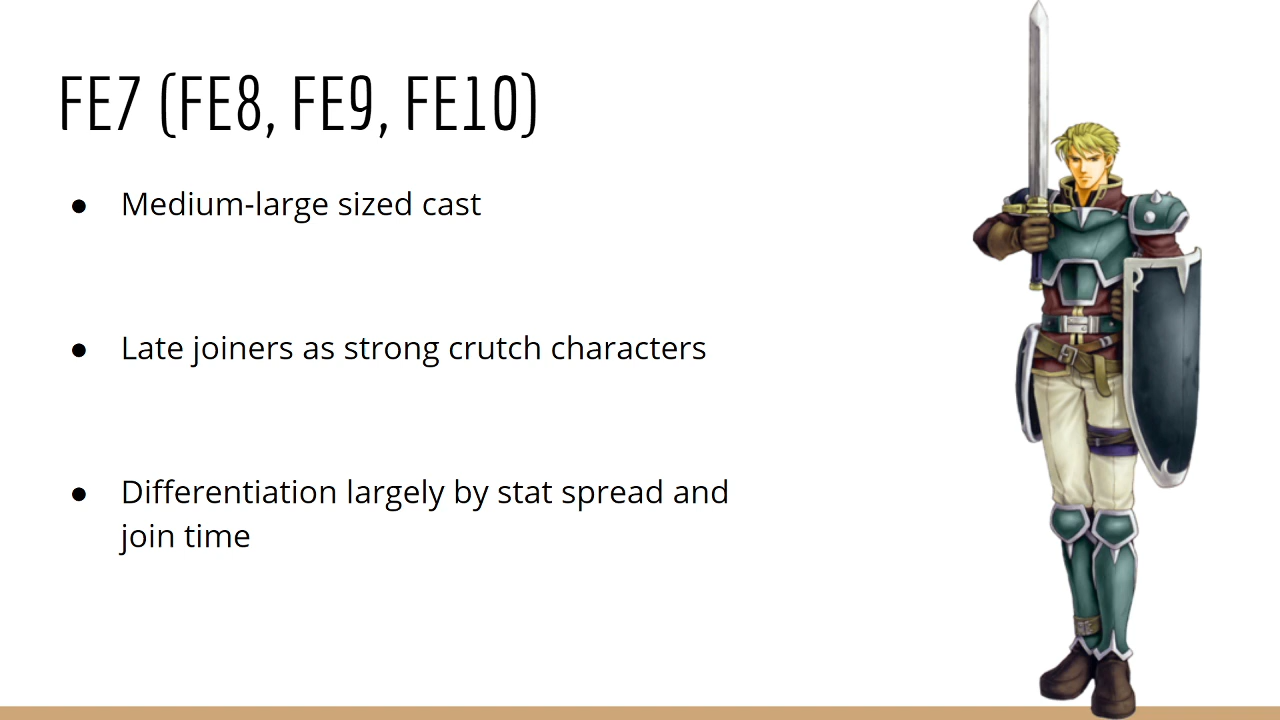 FE7 (FE8, FE9, FE10)
● Medium-large sized cast
● Late joiners as strong crutch characters
● Differentiation largely by stat spread and
join time